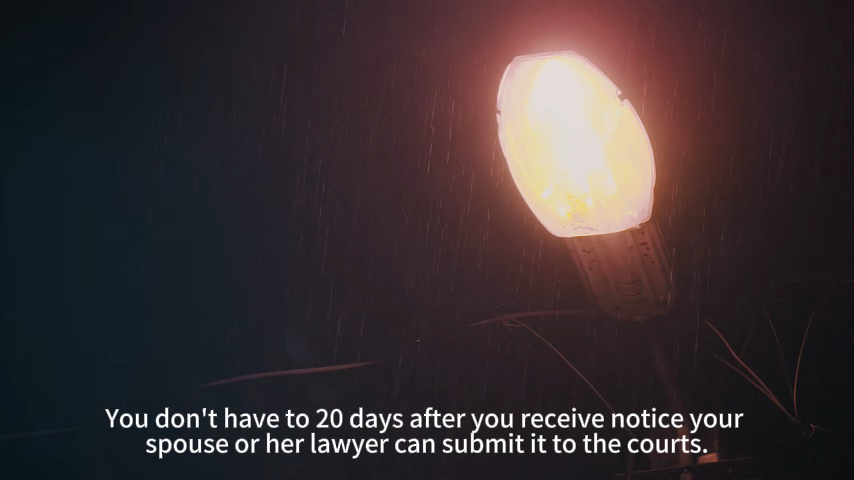 You don't have to 20 days after you receive notice your
spouse or her lawyer can submit it to the courts.